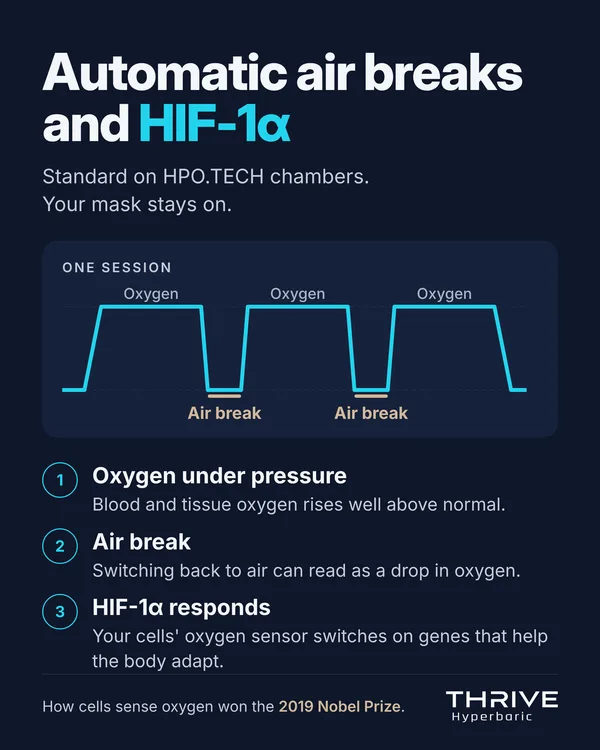 Automatic air breaks
and HIF-1α
Standard on HPO.TECH chambers.
Your mask stays on.
ONE SESSION
Oxygen Oxygen Oxygen
Air break Air break
1 Oxygen under pressure
Blood and tissue oxygen rises well above normal.
2 Air break
Switching back to air can read as a drop in oxygen.
3 HIF-1α responds
Your cells' oxygen sensor switches on genes that help
the body adapt.
How cells sense oxygen won the 2019 Nobel Prize.
THRIVE
Hyperbaric